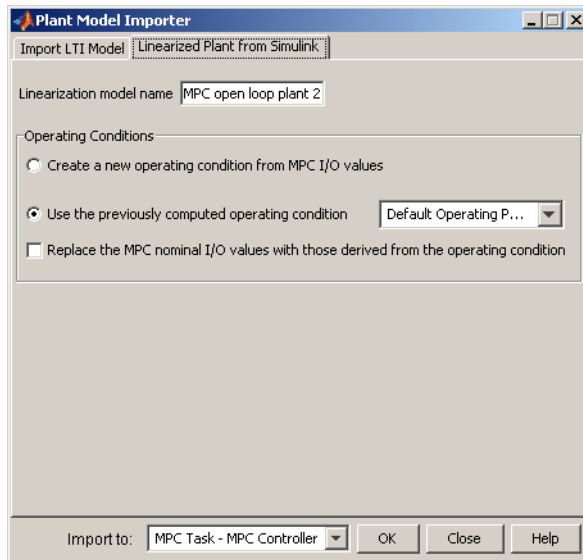 Plant Model Importer
Import LTI Model Linearized Plant from Simulink
Linearization model name MPC open loop plant 2
Operating Conditions
Create a new operating condition from MPC I/O values
Use the previously computed operating condition Default Operating P...
Replace the MPC nominal I/O values with those derived from the operating condition
Import to: MPC Task - MPC Controller OK Close Help